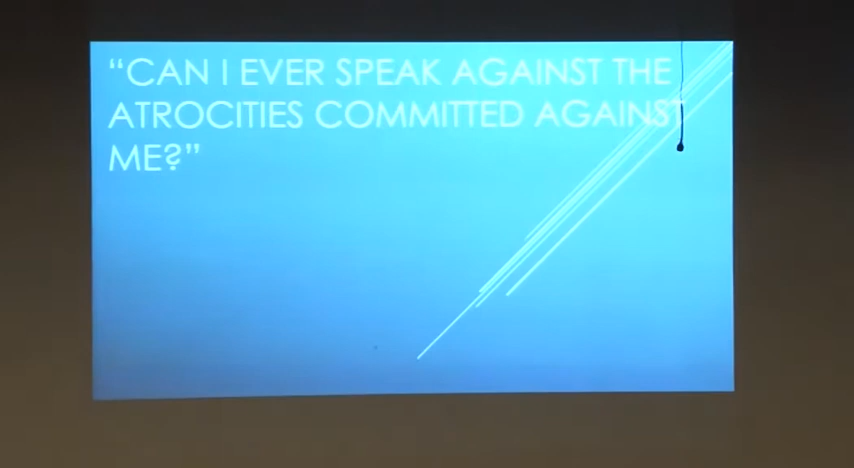 “CAN I EVER SPEAK AGAINST THE
ATROCITIES COMMITTED AGAINST
ME?”